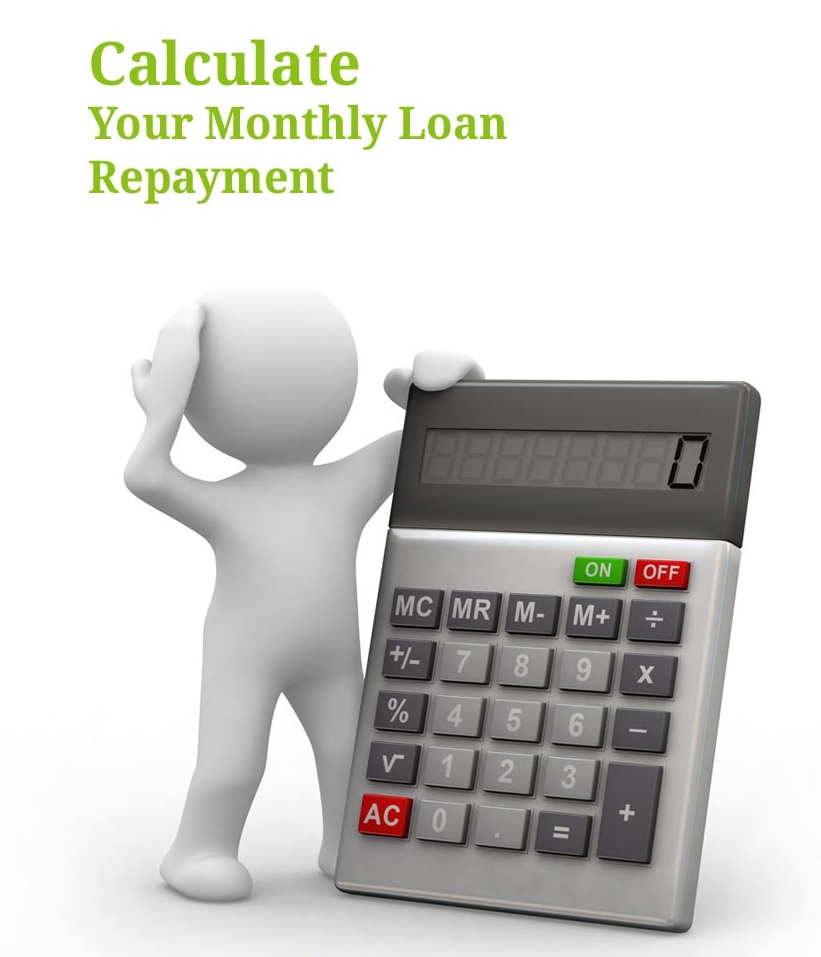 Calculate
Your Monthly Loan
Repayment
0
ON OFF
MC MR M- M+ ÷
+/- 7 8 9 x
% 4 5 6 −
√ 1 2 3 +
AC 0 . =